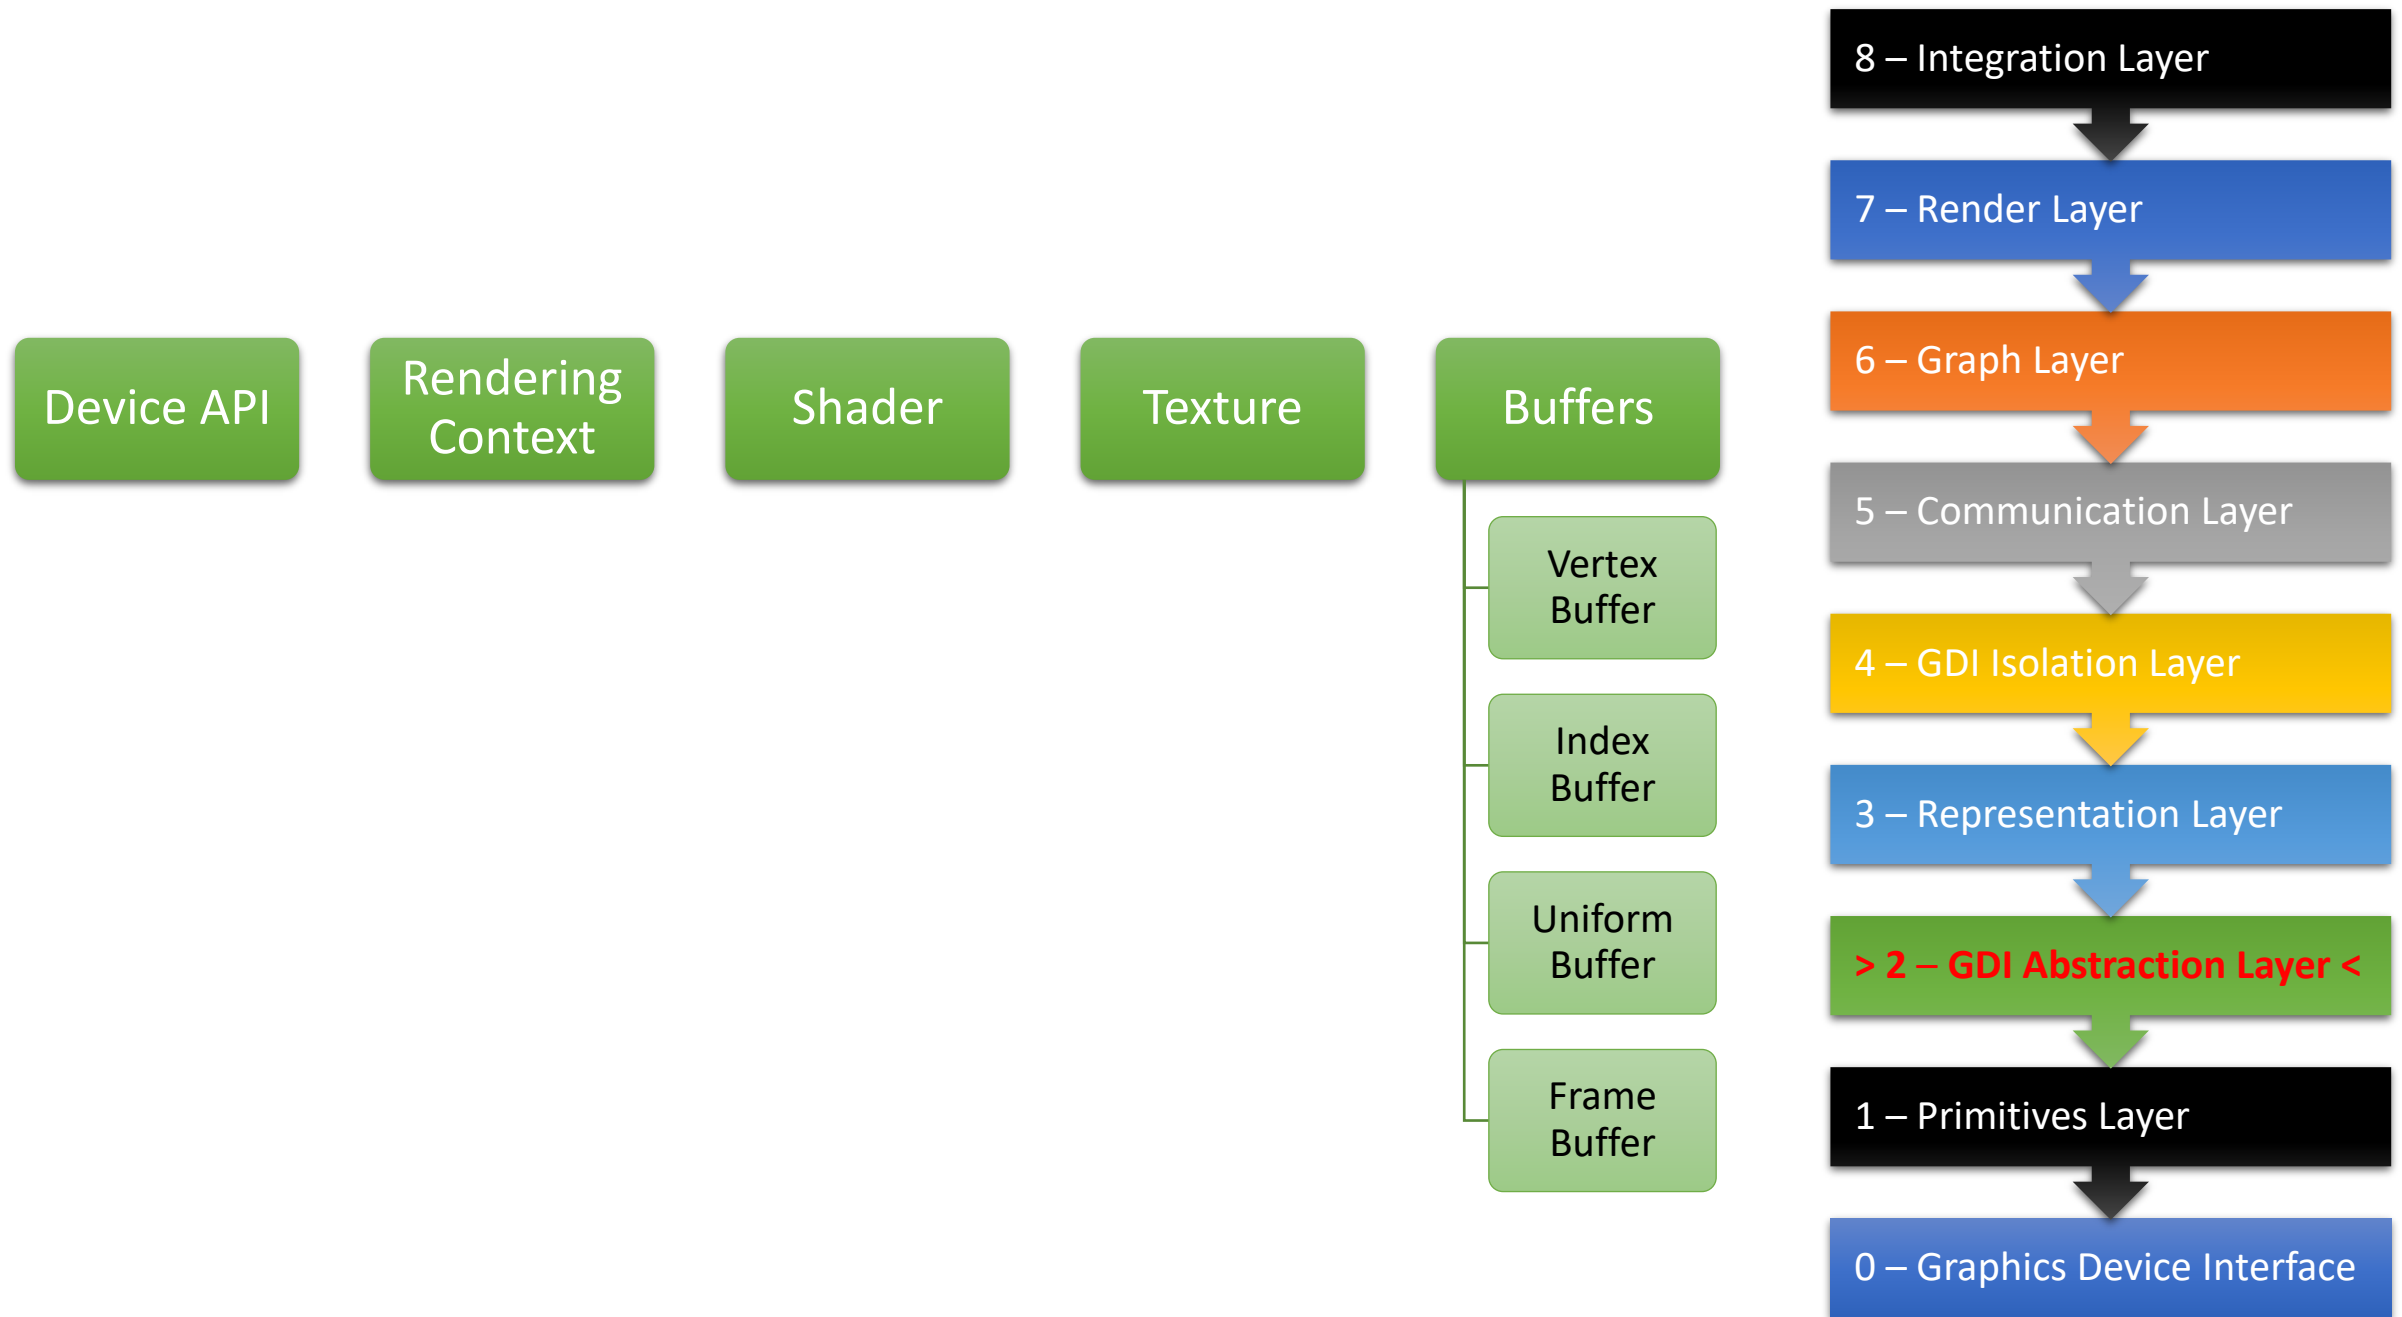 Device API
Rendering
Context
Shader
Texture
Buffers
Vertex
Buffer
Index
Buffer
Uniform
Buffer
Frame
Buffer
8 – Integration Layer
7 – Render Layer
6 – Graph Layer
5 – Communication Layer
4 – GDI Isolation Layer
3 – Representation Layer
> 2 – GDI Abstraction Layer <
1 – Primitives Layer
0 – Graphics Device Interface